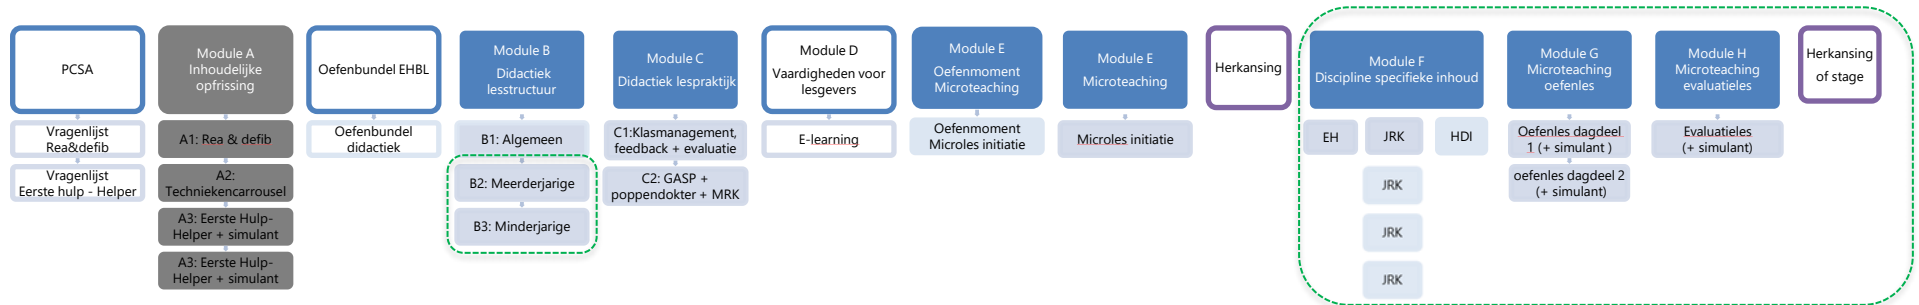 PCSA
Vragenlijst
Rea&defib
Vragenlijst
Eerste hulp - Helper
Module A
Inhoudelijke
opfrissing
A1: Rea & defib
A2:
Techniekencarrousel
A3: Eerste Hulp-
Helper + simulant
A3: Eerste Hulp-
Helper + simulant
Oefenbundel EHBL
Oefenbundel
didactiek
Module B
Didactiek
lesstructuur
B1: Algemeen
B2: Meerderjarige
B3: Minderjarige
Module C
Didactiek lespraktijk
C1:Klasmanagement,
feedback + evaluatie
C2: GASP +
poppendokter + MRK
Module D
Vaardigheden voor
lesgevers
E-learning
Module E
Oefenmoment
Microteaching
Oefenmoment
Microles initiatie
Module E
Microteaching
Microles initiatie
Herkansing
Module F
Discipline specifieke inhoud
EH
JRK
HDI
JRK
JRK
JRK
Module G
Microteaching
oefenles
Oefenles dagdeel
1 (+ simulant )
oefenles dagdeel 2
(+ simulant)
Module H
Microteaching
evaluatieles
Evaluatieles
(+ simulant)
Herkansing
of stage